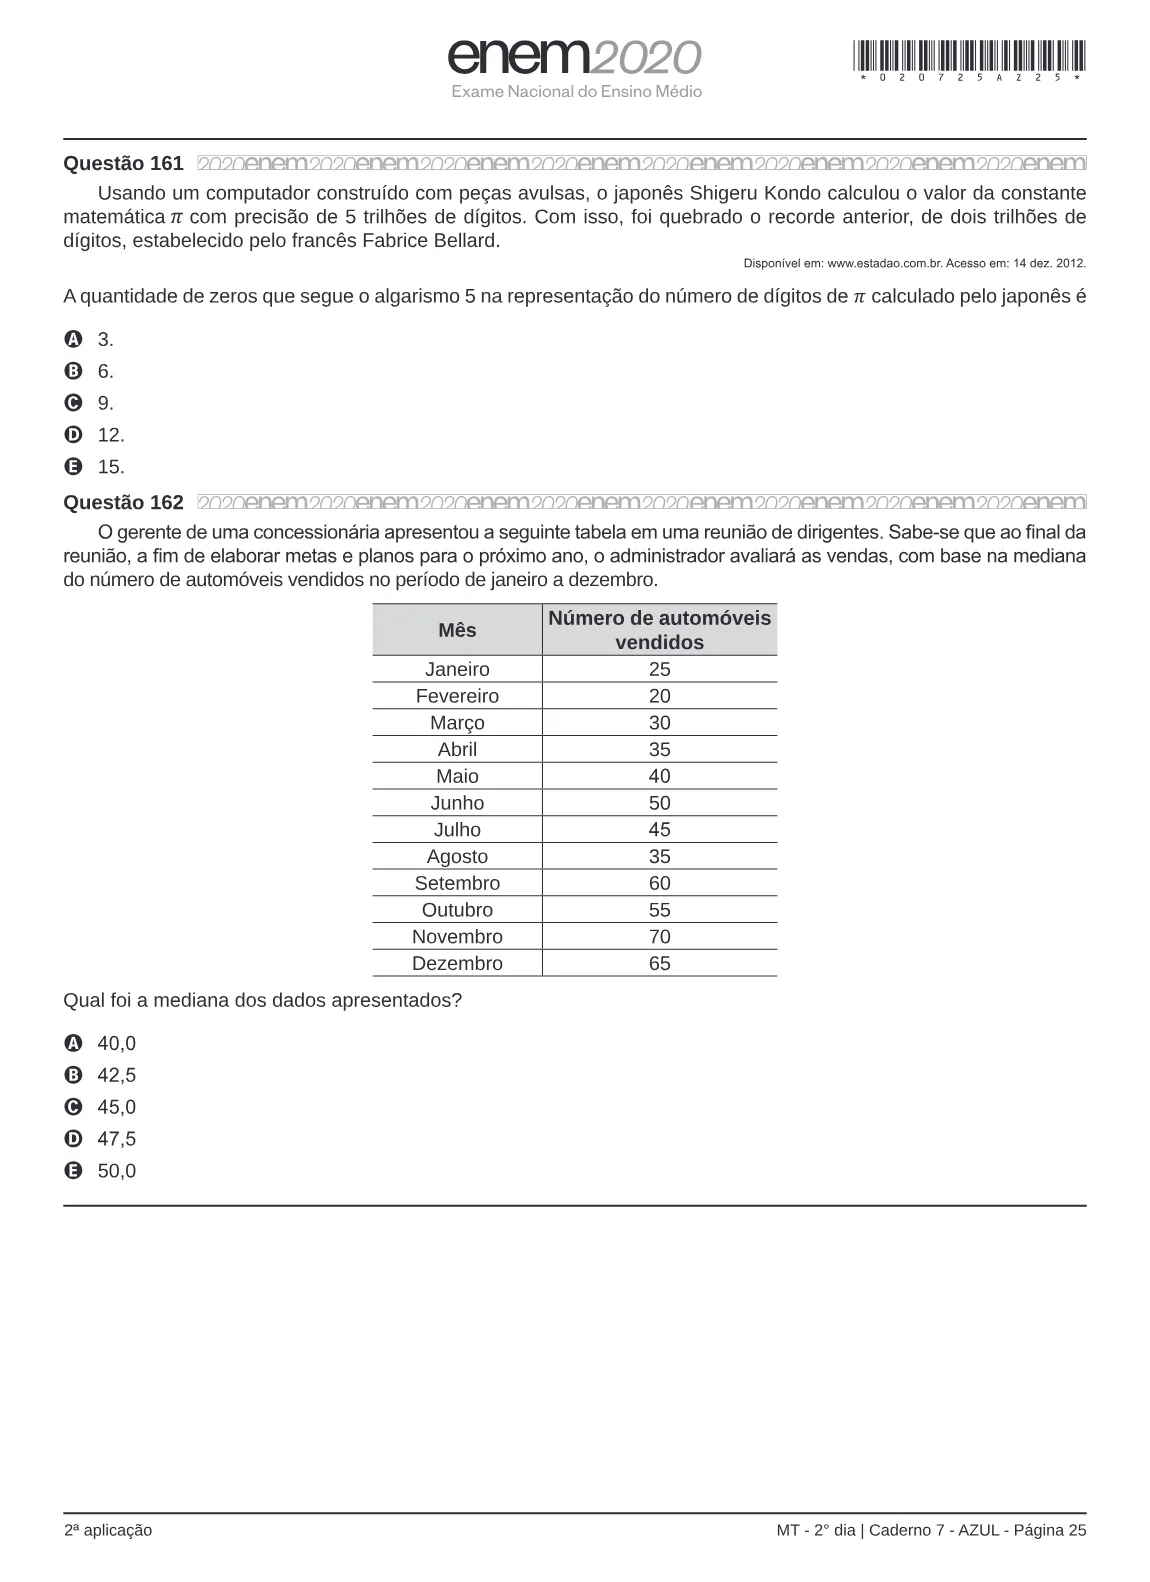 enem2020
Exame Nacional do Ensino Médio
*020725AZ25*
Questão 161 2020enem2020enem2020enem2020enem2020enem2020enem2020enem2020enem
Usando um computador construído com peças avulsas, o japonês Shigeru Kondo calculou o valor da constante
matemática π com precisão de 5 trilhões de dígitos. Com isso, foi quebrado o recorde anterior, de dois trilhões de
dígitos, estabelecido pelo francês Fabrice Bellard.
Disponível em: www.estadao.com.br. Acesso em: 14 dez. 2012.
A quantidade de zeros que segue o algarismo 5 na representação do número de dígitos de π calculado pelo japonês é
A 3.
B 6.
C 9.
D 12.
E 15.
Questão 162 2020enem2020enem2020enem2020enem2020enem2020enem2020enem2020enem
O gerente de uma concessionária apresentou a seguinte tabela em uma reunião de dirigentes. Sabe-se que ao final da
reunião, a fim de elaborar metas e planos para o próximo ano, o administrador avaliará as vendas, com base na mediana
do número de automóveis vendidos no período de janeiro a dezembro.
Mês Número de automóveis
vendidos
Janeiro 25
Fevereiro 20
Março 30
Abril 35
Maio 40
Junho 50
Julho 45
Agosto 35
Setembro 60
Outubro 55
Novembro 70
Dezembro 65
Qual foi a mediana dos dados apresentados?
A 40,0
B 42,5
C 45,0
D 47,5
E 50,0
2ª aplicação MT - 2° dia | Caderno 7 - AZUL - Página 25